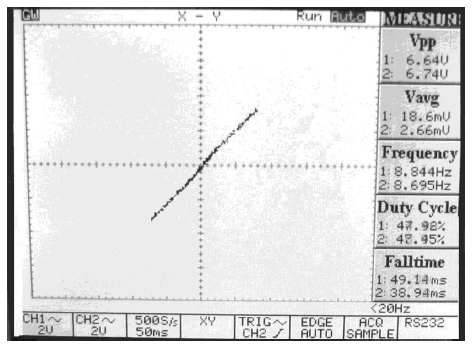 GW X - Y Run Auto MEASURE
Vpp
1: 6.64V
2: 6.74V
Vavg
1: 18.6mV
2: 2.66mV
Frequency
1: 8.844Hz
2: 8.695Hz
Duty Cycle
1: 47.92%
2: 47.45%
Falltime
1: 49.14ms
2: 38.94ms
<20Hz
CH1~ CH2~ 500S/s XY TRIG~ EDGE ACQ RS232
2V 2V 50ms CH2 AUTO SAMPLE